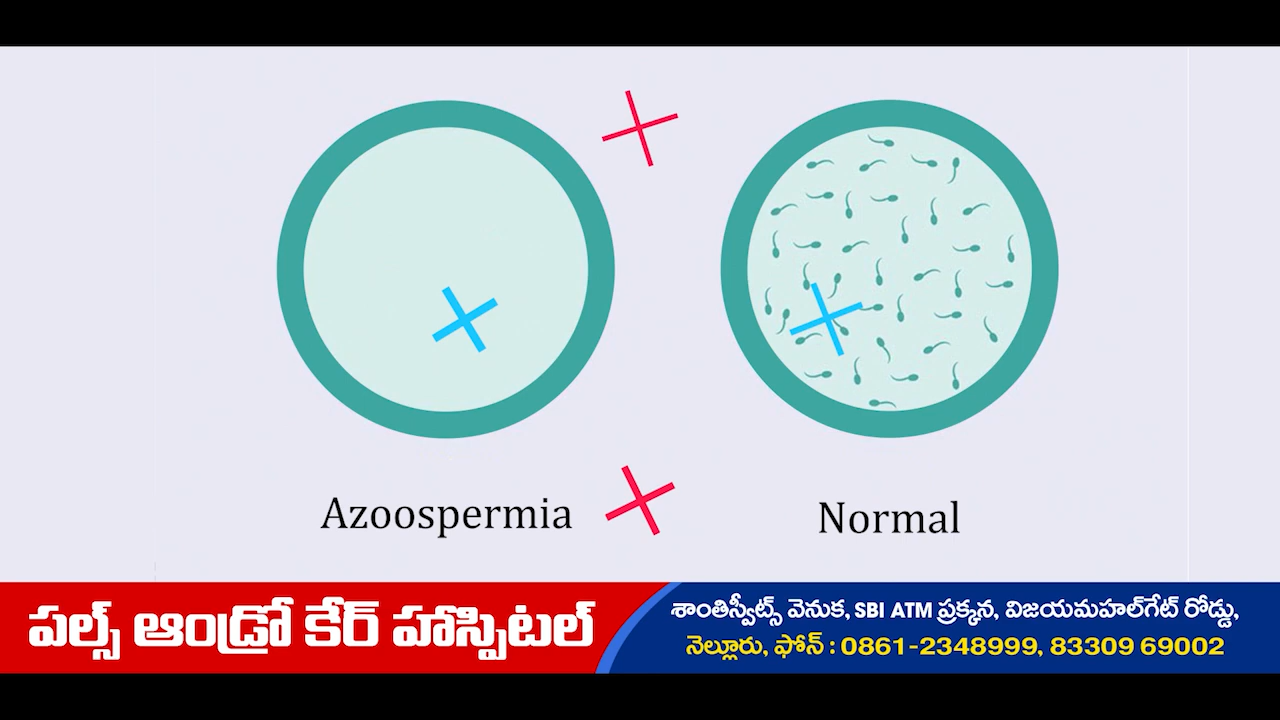 Azoospermia
Normal
పల్స్ ఆండ్రో కేర్ హాస్పిటల్
శాంతిస్వీట్స్ వెనుక, SBI ATM ప్రక్కన, విజయమహల్‌గేట్ రోడ్డు,
నెల్లూరు, ఫోన్ : 0861-2348999, 83309 69002